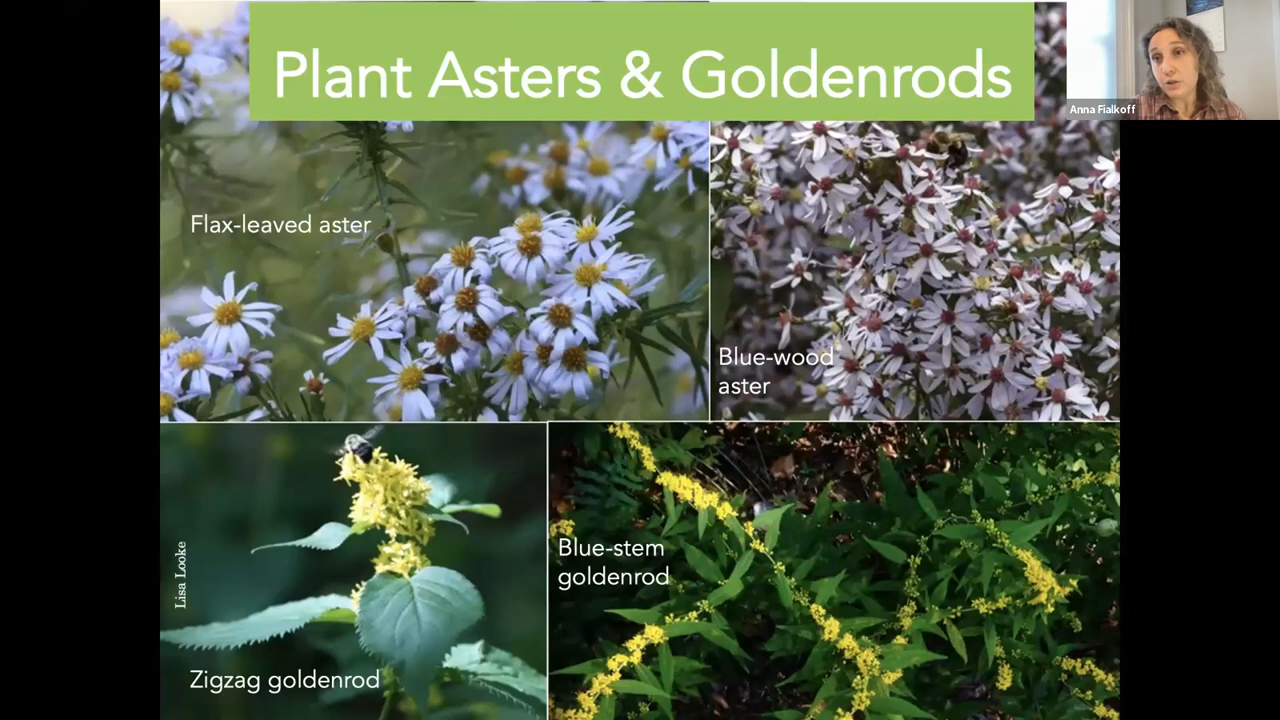 Plant Asters & Goldenrods
Anna Fialkoff
Flax-leaved aster
Blue-wood
aster
Blue-stem
goldenrod
Lisa Looke
Zigzag goldenrod